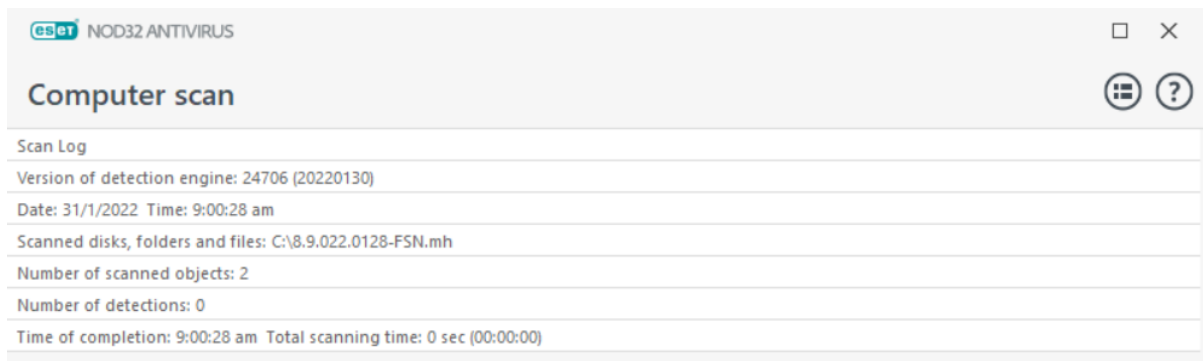 eset NOD32 ANTIVIRUS
Computer scan
Scan Log
Version of detection engine: 24706 (20220130)
Date: 31/1/2022 Time: 9:00:28 am
Scanned disks, folders and files: C:\8.9.022.0128-FSN.mh
Number of scanned objects: 2
Number of detections: 0
Time of completion: 9:00:28 am Total scanning time: 0 sec (00:00:00)